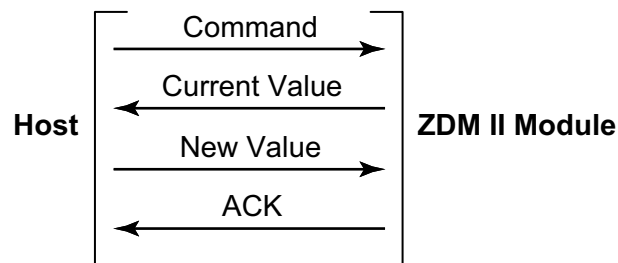 Command
Current Value
Host
ZDM II Module
New Value
ACK